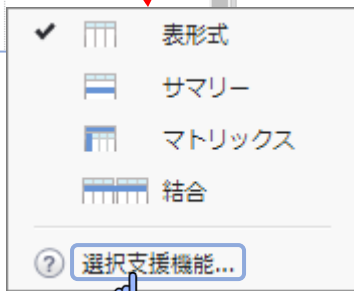 表形式
サマリー
マトリックス
結合
選択支援機能...